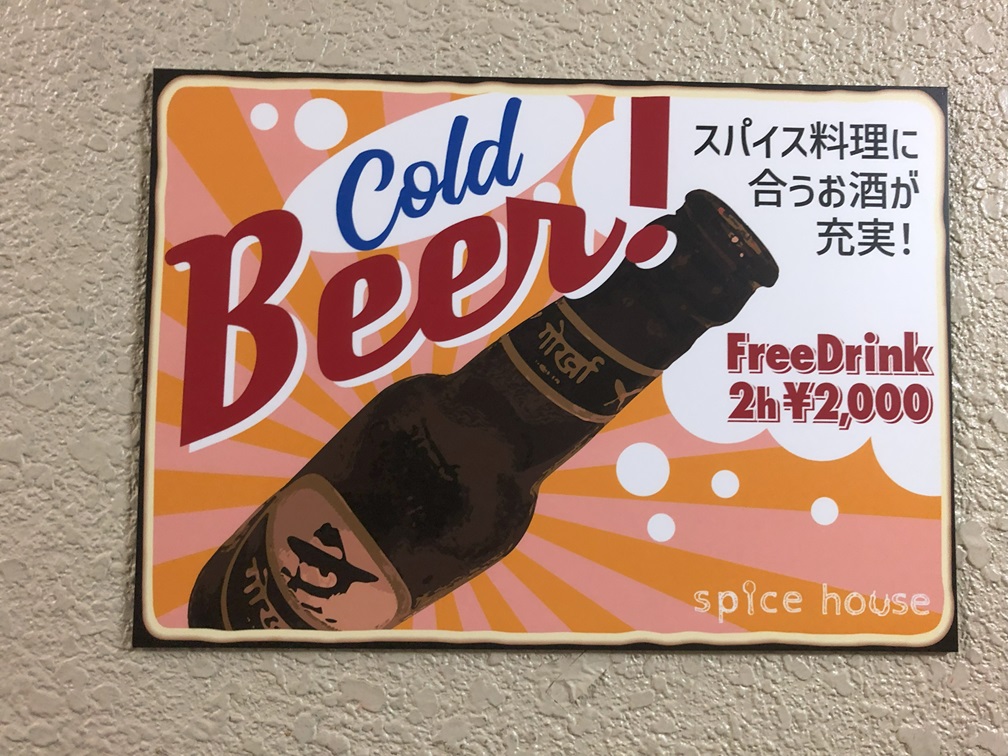 Cold
Beer!
スパイス料理に
合うお酒が
充実!
FreeDrink
2h ¥2,000
गोरखा
spice house